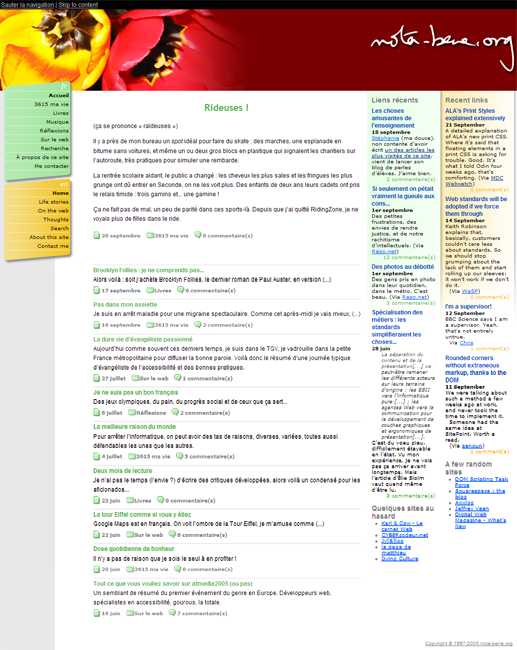 Sauter la navigation | Skip to content
nota-bene.org
fr
Accueil
3615 ma vie
Livres
Musique
Réflexions
Sur le web
Recherche
À propos de ce site
Me contacter
en
Home
Life stories
On the web
Thoughts
Search
About this site
Contact me
Rideuses !
(ça se prononce « raïdeuses »)
Il y a près de mon bureau un spot idéal pour faire du skate : des marches, une esplanade en
bitume sans voitures, et même un ou deux gros blocs en plastique qui signalent les chantiers sur
l'autoroute, très pratiques pour simuler un rembarde.
La rentrée scolaire aidant, le public a changé : les cheveux les plus sales et les fringues les plus
grunge ont dû entrer en Seconde, on ne les voit plus. Des enfants de deux ans leurs cadets ont pris
le relais timide : trois gamins et... une gamine !
Ça ne fait pas de mal, un peu de parité dans ces sports-là. Depuis que j'ai quitté RidingZone, je ne
voyais plus de filles dans le ride.
20 septembre 3615 ma vie 0 commentaire(s)
Brooklyn Follies : je ne comprends pas...
Alors voilà : soit j'achète Brooklyn Follies, le dernier roman de Paul Auster, en version (...)
17 septembre Livres 0 commentaire(s)
Pas dans mon assiette
Je suis en arrêt maladie pour une migraine spectaculaire. Comme cet après-midi je vais mieux, (...)
16 septembre 3615 ma vie 2 commentaire(s)
La dure vie d'évangéliste passionné
Aujourd'hui comme souvent ces derniers temps, je suis dans le TGV, je vadrouille dans la petite
France métropolitaine pour diffuser la bonne parole. Voilà donc le résumé d'une journée typique
d'évangéliste de l'accessibilité et des bonnes pratiques.
27 juillet Sur le web 1 commentaire(s)
Je ne suis pas un bon français
Des jeux olympiques, du pain, du progrès social et de ceux que ça sert...
6 juillet Réflexions 2 commentaire(s)
La meilleure raison du monde
Pour arrêter l'informatique, on peut avoir des tas de raisons, diverses, variées, toutes aussi
défendables les unes que les autres.
4 juillet 3615 ma vie 5 commentaire(s)
Deux mois de lecture
Je n'ai pas le temps (l'envie ?) d'écrire des critiques développées, alors voilà un condensé pour les
aficionados...
23 juin Livres 0 commentaire(s)
La tour Eiffel comme si vous y étiez
Google Maps est en français. On voit l'ombre de la Tour Eiffel, je m'amuse comme (...)
22 juin Sur le web 0 commentaire(s)
Dose quotidienne de bonheur
Il n'y a pas de raison que je sois le seul à en profiter !
20 juin 3615 ma vie 0 commentaire(s)
Tout ce que vous vouliez savoir sur @media2005 (ou pas)
Un semblant de résumé du premier événement du genre en Europe. Développeurs web,
spécialistes en accessibilité, gourous, la totale.
15 juin Sur le web 7 commentaire(s)
Liens récents
Les choses
amusantes de
l'enseignement
18 septembre
Stéphanie (ma douce),
non contente d'avoir
écrit un des articles les
plus visités de ce site,
vient de lancer son
blog de perles
d'élèves. J'aime bien.
2 commentaire(s)
Si seulement on pétait
vraiment la gueule aux
cons...
1er septembre
Des petites
frustrations, des
envies de rendre
justice, et de notre
rachitisme
d'intellectuels. (Via
Rezo.net)
12 commentaire(s)
Des photos au débotté
1er septembre
Des gens pris en photo
dans leur quotidien,
dans le métro. C'est
beau. (Via Rezo.net)
2 commentaire(s)
Spécialisation des
métiers : les
standards
simplifieraient les
choses...
28 juin
La séparation du
contenu et de la
présentation[...] va
peut-être ramener
les différents acteurs
sur leurs terrains
d'origine : les BBII
vers l'informatique
pure [...] ; les
agences Web vers la
communication pour
le développement de
couches graphiques
et ergonomiques de
présentation[...].
C'est du vœu pieu,
difficilement étayable
en l'état. Vu mon
expérience, je ne vois
pas ça arriver avant
longtemps. Mais
l'article d'Elie Sloïm
vaut quand même
d'être lu.
3 commentaire(s)
Quelques sites au
hasard
Karl & Cow - Le
carnet Web
CYBERcodeur.net
la page de
matthieu
Dvino Culture
Recent links
ALA's Print Styles
explained extensively
21 September
A detailed explanation
of ALA's new print CSS.
Where it's said that
floating elements in a
print CSS is asking for
trouble. Good. It's
what I told Odin four
weeks ago, that's
comforting. (Via MDC
Webwatch)
0 comment(s)
Web standards will be
adopted if we force
them through
14 September
Keith Robinson
explains that,
basically, customers
couldn't care less
about standards. So
we should stop
grumbling about the
lack of them and start
rolling up our sleeves:
it won't work if we don't
do it.
(Via WaSP)
0 comment(s)
I'm a supervisor!
12 September
BBC Science says I am
a supervisor. Yeah,
that's not entirely
untrue.
Via Chris
3 comment(s)
Rounded corners
without extraneous
markup, thanks to the
DOM
11 September
We were talking about
such a method a few
weeks ago at work,
and never took the
time to implement it.
Someone had the
same idea at
SitePoint. Worth a
read.
0 comment(s)
A few random
sites
DOM Scripting Task
Force
Squarespace : the
blog
Axxlog
Jeffrey Veen
Digital Web
Magazine - What's
New
Copyright © 1997-2005 nota-bene.org